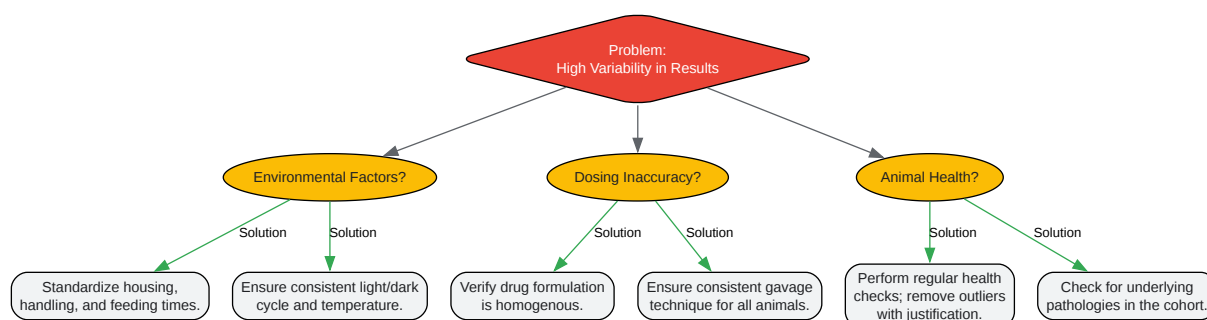 Problem:
High Variability in Results
Environmental Factors?
Dosing Inaccuracy?
Animal Health?
Solution
Solution
Solution
Solution
Solution
Solution
Standardize housing,
handling, and feeding times.
Ensure consistent light/dark
cycle and temperature.
Verify drug formulation
is homogenous.
Ensure consistent gavage
technique for all animals.
Perform regular health
checks; remove outliers
with justification.
Check for underlying
pathologies in the cohort.